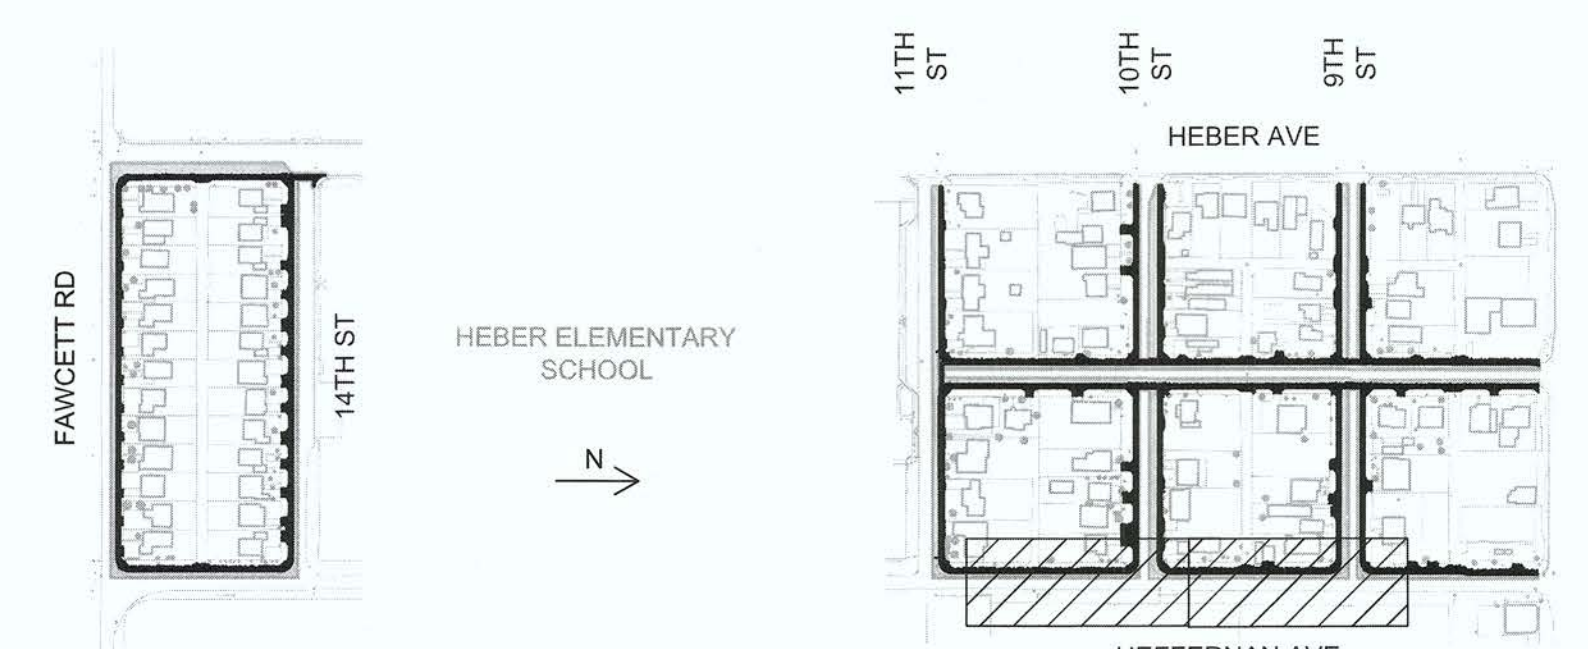 11TH
ST
10TH
ST
9TH
ST
HEBER AVE
FAWCETT RD
14TH ST
HEBER ELEMENTARY
SCHOOL
N